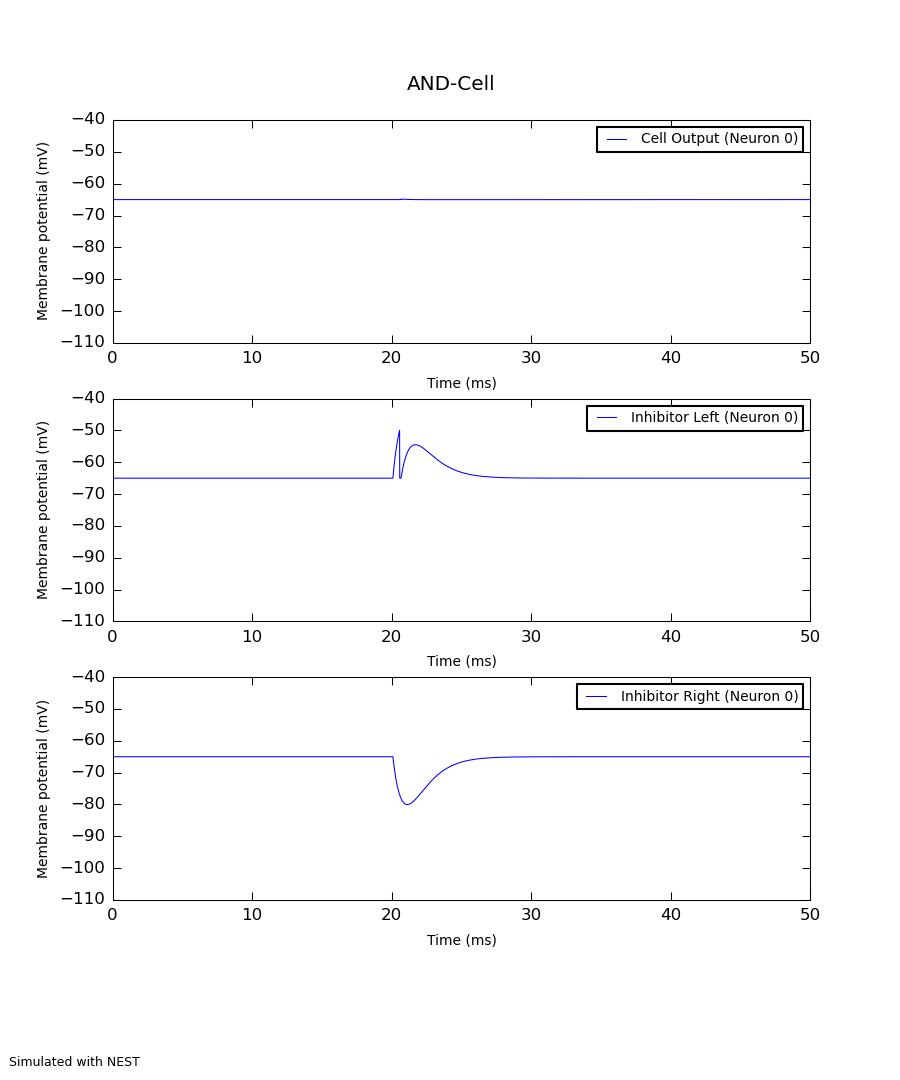 AND-Cell
−40
−50
−60
−70
−80
−90
−100
−110
Membrane potential (mV)
Cell Output (Neuron 0)
0 10 20 30 40 50
Time (ms)
−40
−50
−60
−70
−80
−90
−100
−110
Membrane potential (mV)
Inhibitor Left (Neuron 0)
0 10 20 30 40 50
Time (ms)
−40
−50
−60
−70
−80
−90
−100
−110
Membrane potential (mV)
Inhibitor Right (Neuron 0)
0 10 20 30 40 50
Time (ms)
Simulated with NEST